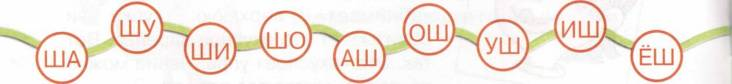 ША ШУ ШИ ШО АШ ОШ УШ ИШ ЁШ